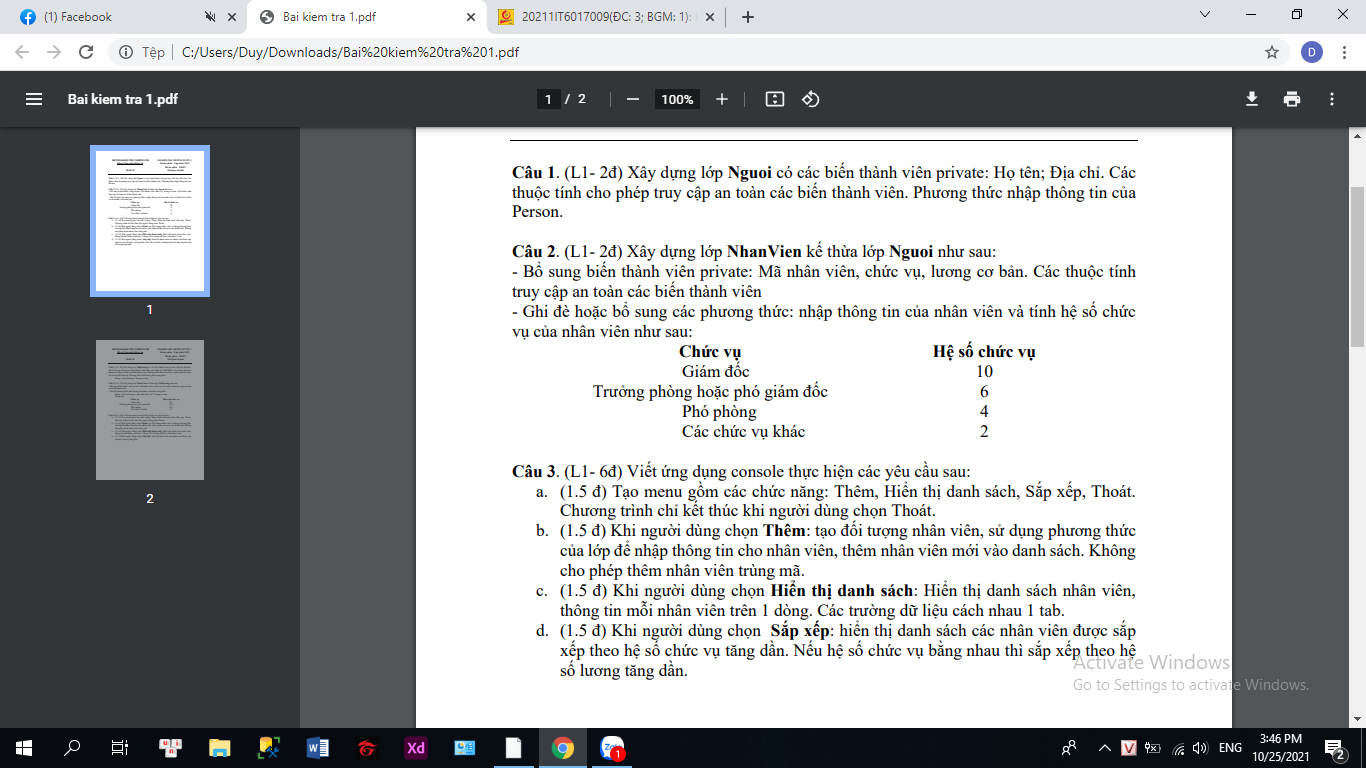 (1) Facebook
Bai kiem tra 1.pdf
20211IT6017009(ĐC: 3; BGM: 1):
Tệp
C:/Users/Duy/Downloads/Bai%20kiem%20tra%201.pdf
D
Bai kiem tra 1.pdf
1 / 2
100%
1
2
Câu 1. (L1- 2đ) Xây dựng lớp Nguoi có các biến thành viên private: Họ tên; Địa chỉ. Các
thuộc tính cho phép truy cập an toàn các biến thành viên. Phương thức nhập thông tin của
Person.
Câu 2. (L1- 2đ) Xây dựng lớp NhanVien kế thừa lớp Nguoi như sau:
- Bổ sung biến thành viên private: Mã nhân viên, chức vụ, lương cơ bản. Các thuộc tính
truy cập an toàn các biến thành viên
- Ghi đè hoặc bổ sung các phương thức: nhập thông tin của nhân viên và tính hệ số chức
vụ của nhân viên như sau:
Chức vụ Hệ số chức vụ
Giám đốc 10
Trưởng phòng hoặc phó giám đốc 6
Phó phòng 4
Các chức vụ khác 2
Câu 3. (L1- 6đ) Viết ứng dụng console thực hiện các yêu cầu sau:
a. (1.5 đ) Tạo menu gồm các chức năng: Thêm, Hiển thị danh sách, Sắp xếp, Thoát.
Chương trình chỉ kết thúc khi người dùng chọn Thoát.
b. (1.5 đ) Khi người dùng chọn Thêm: tạo đối tượng nhân viên, sử dụng phương thức
của lớp để nhập thông tin cho nhân viên, thêm nhân viên mới vào danh sách. Không
cho phép thêm nhân viên trùng mã.
c. (1.5 đ) Khi người dùng chọn Hiển thị danh sách: Hiển thị danh sách nhân viên,
thông tin mỗi nhân viên trên 1 dòng. Các trường dữ liệu cách nhau 1 tab.
d. (1.5 đ) Khi người dùng chọn Sắp xếp: hiển thị danh sách các nhân viên được sắp
xếp theo hệ số chức vụ tăng dần. Nếu hệ số chức vụ bằng nhau thì sắp xếp theo hệ
số lương tăng dần.
Activate Windows
Go to Settings to activate Windows.
Xd
1
V
ENG
3:46 PM
10/25/2021
2